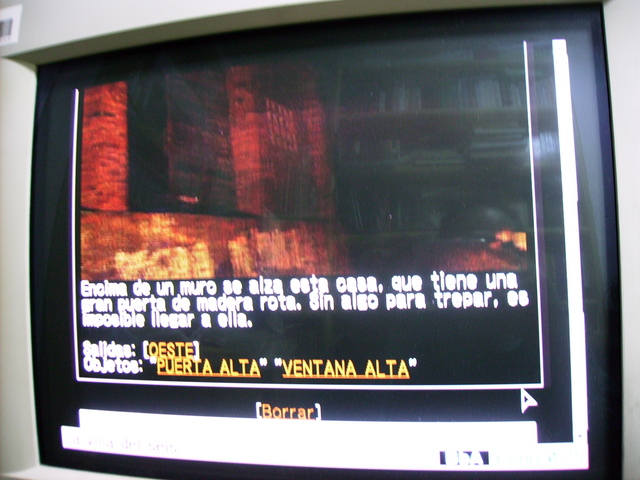 Encima de un muro se alza esta casa, que tiene una
gran puerta de madera rota. Sin algo para trepar, es
imposible llegar a ella.
Salidas: [OESTE]
Objetos: "PUERTA ALTA" "VENTANA ALTA"
[Borrar]